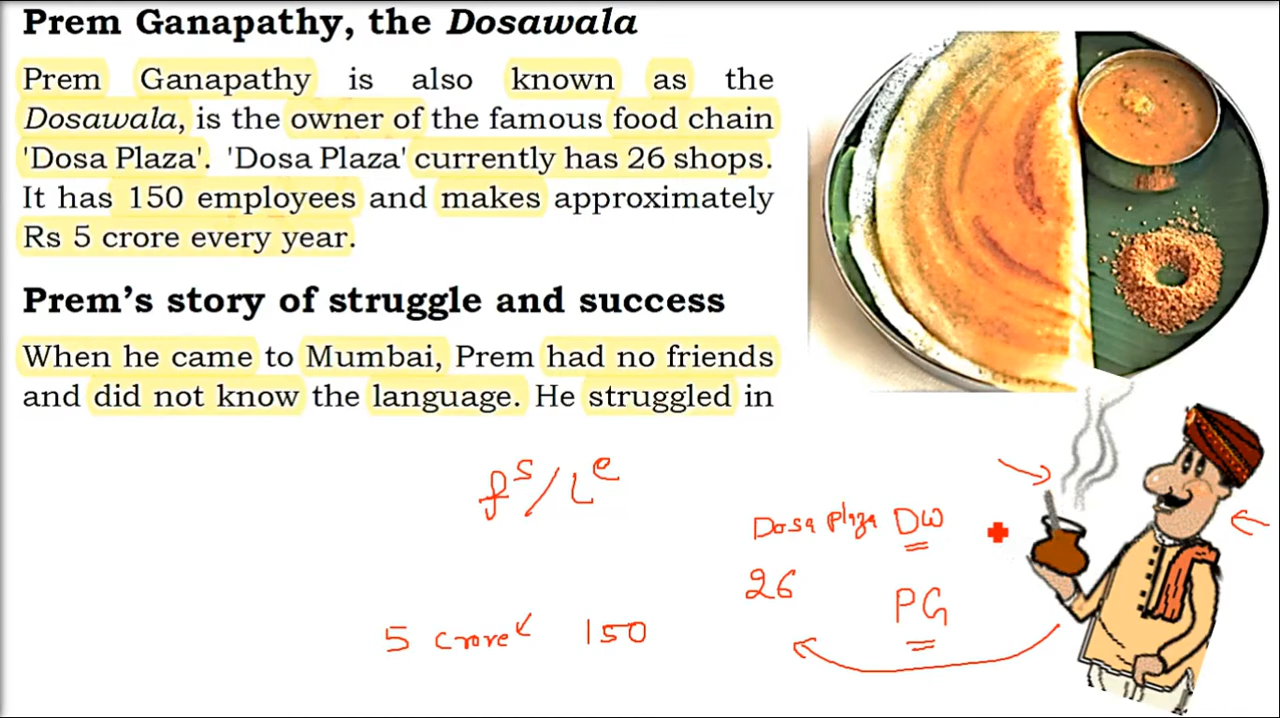 Prem Ganapathy, the Dosawala
Prem Ganapathy is also known as the
Dosawala, is the owner of the famous food chain
'Dosa Plaza'. 'Dosa Plaza' currently has 26 shops.
It has 150 employees and makes approximately
Rs 5 crore every year.
Prem’s story of struggle and success
When he came to Mumbai, Prem had no friends
and did not know the language. He struggled in
fˢ/Lᵉ
Dosa plaza DW
26 PG
5 crore 150